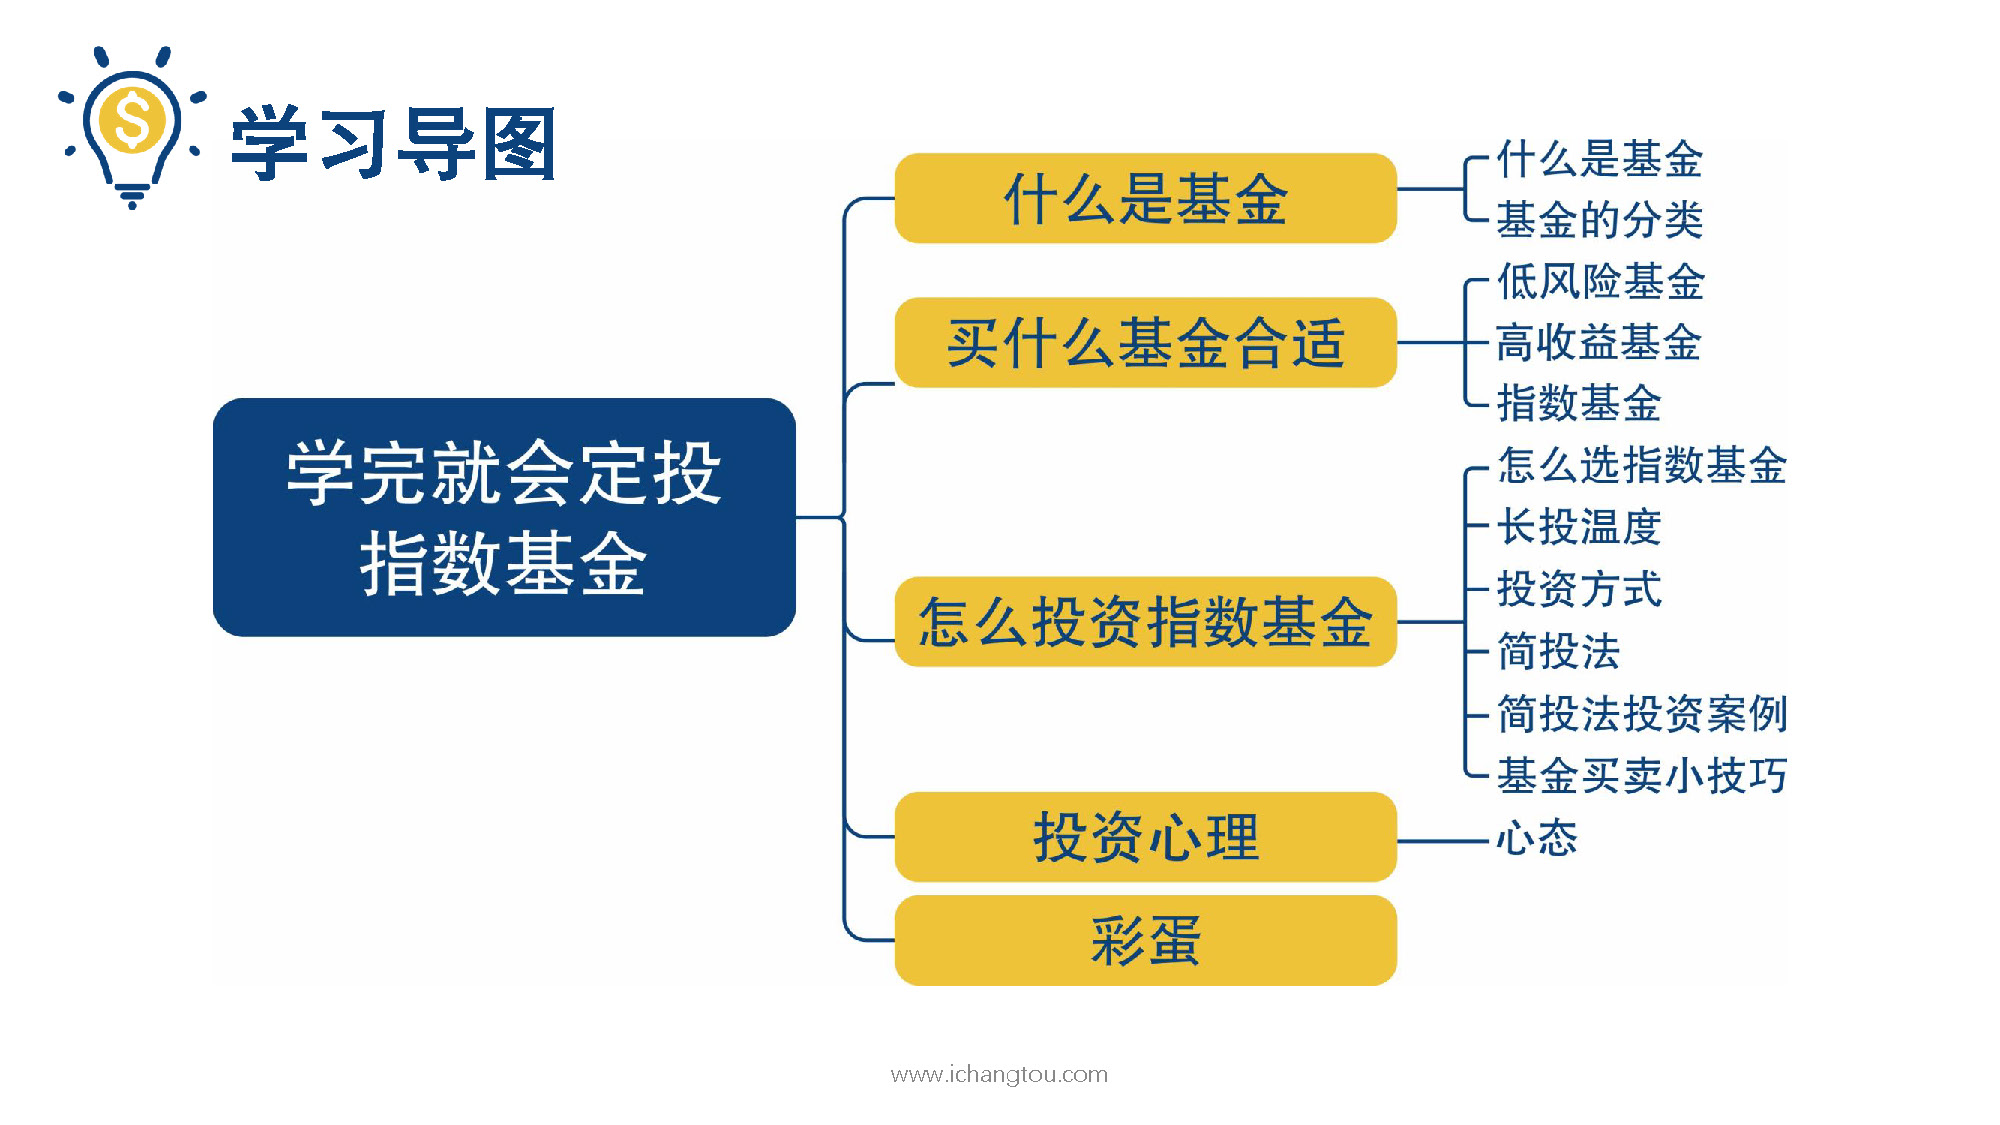 学习导图
学完就会定投
指数基金
什么是基金
什么是基金
基金的分类
买什么基金合适
低风险基金
高收益基金
指数基金
怎么投资指数基金
怎么选指数基金
长投温度
投资方式
简投法
简投法投资案例
基金买卖小技巧
投资心理
心态
彩蛋
www.ichangtou.com